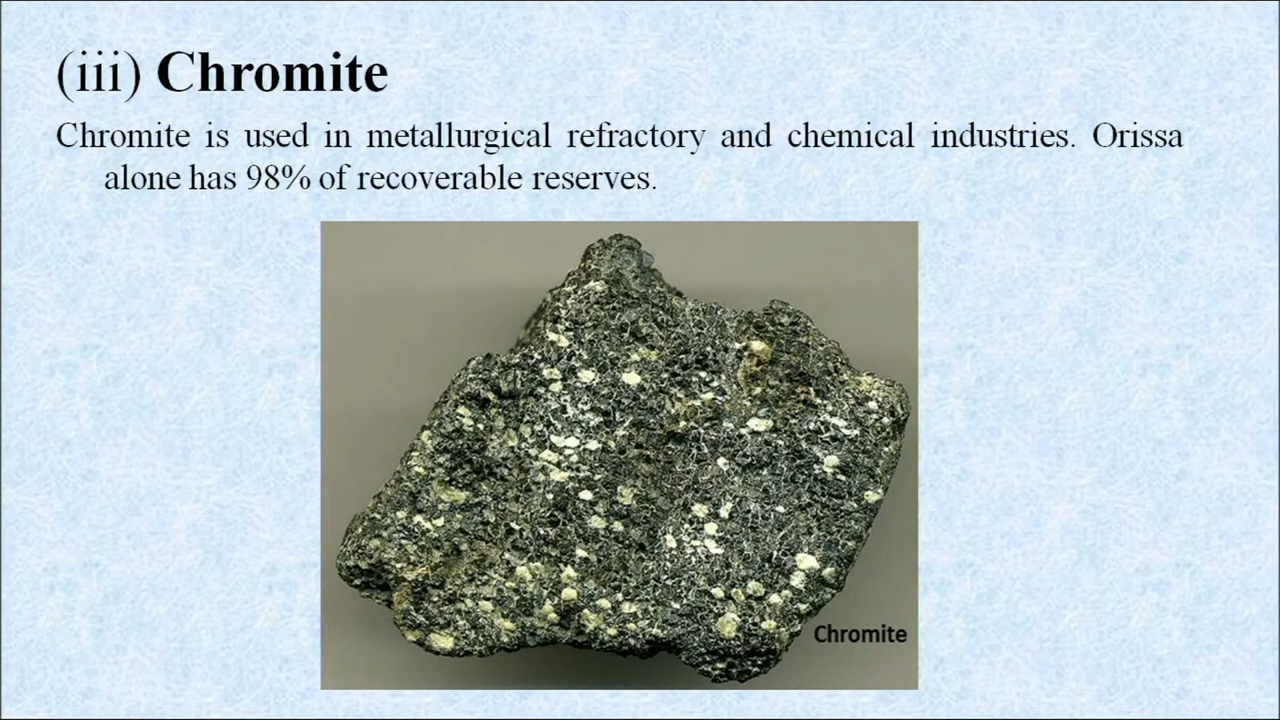 (iii) Chromite
Chromite is used in metallurgical refractory and chemical industries. Orissa
alone has 98% of recoverable reserves.
Chromite